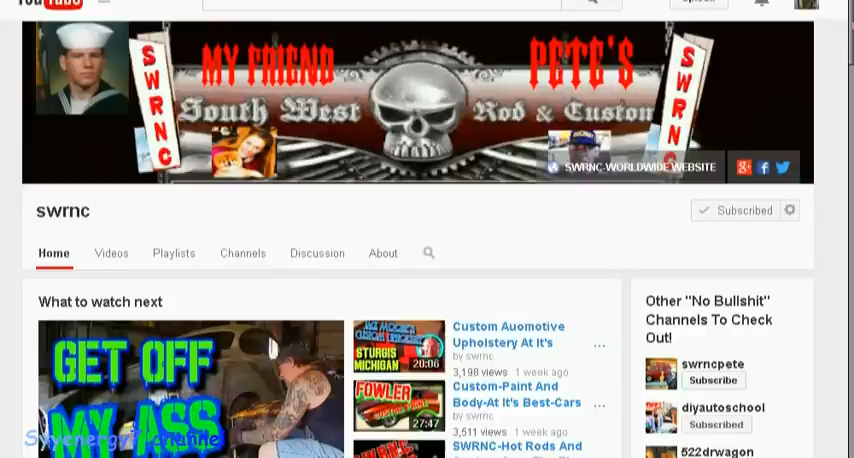 YouTube
MY FRIEND PETE'S
SWRNC
South West Rod & Custom
SWRN
SWRNC-WORLDWIDE WEBSITE
swrnc
Subscribed
Home Videos Playlists Channels Discussion About
What to watch next
GET OFF
MY ASS
Custom Auomotive
Upholstery At It's
by swrnc
3,198 views 1 week ago
STURGIS
MICHIGAN
20:06
Custom-Paint And
Body-At It's Best-Cars
by swrnc
3,511 views 1 week ago
FOWLER
CUSTOM PAINT
27:47
SWRNC-Hot Rods And
Other "No Bullshit"
Channels To Check
Out!
swrncpete
Subscribe
diyautoschool
Subscribed
522drwagon